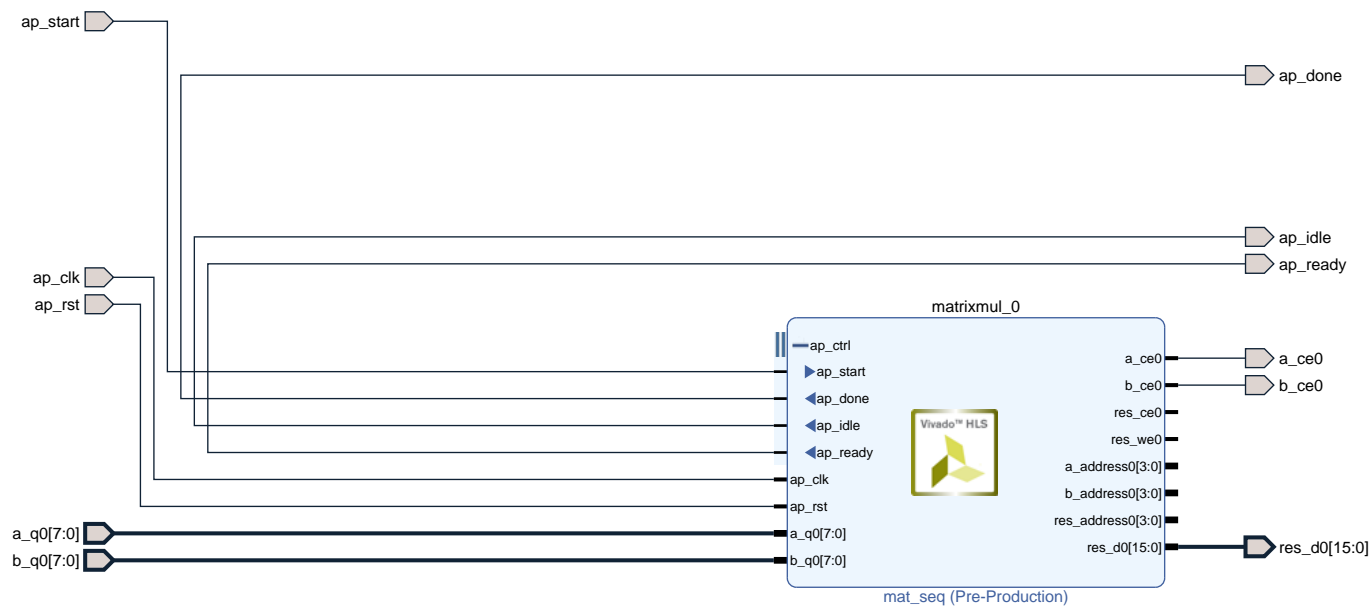 ap_start
ap_done
ap_idle
ap_clk
ap_ready
ap_rst
matrixmul_0
ap_ctrl
a_ce0
a_ce0
ap_start
b_ce0
b_ce0
ap_done
res_ce0
ap_idle
Vivado™ HLS
res_we0
ap_ready
a_address0[3:0]
ap_clk
b_address0[3:0]
ap_rst
res_address0[3:0]
a_q0[7:0]
a_q0[7:0]
res_d0[15:0]
res_d0[15:0]
b_q0[7:0]
b_q0[7:0]
mat_seq (Pre-Production)